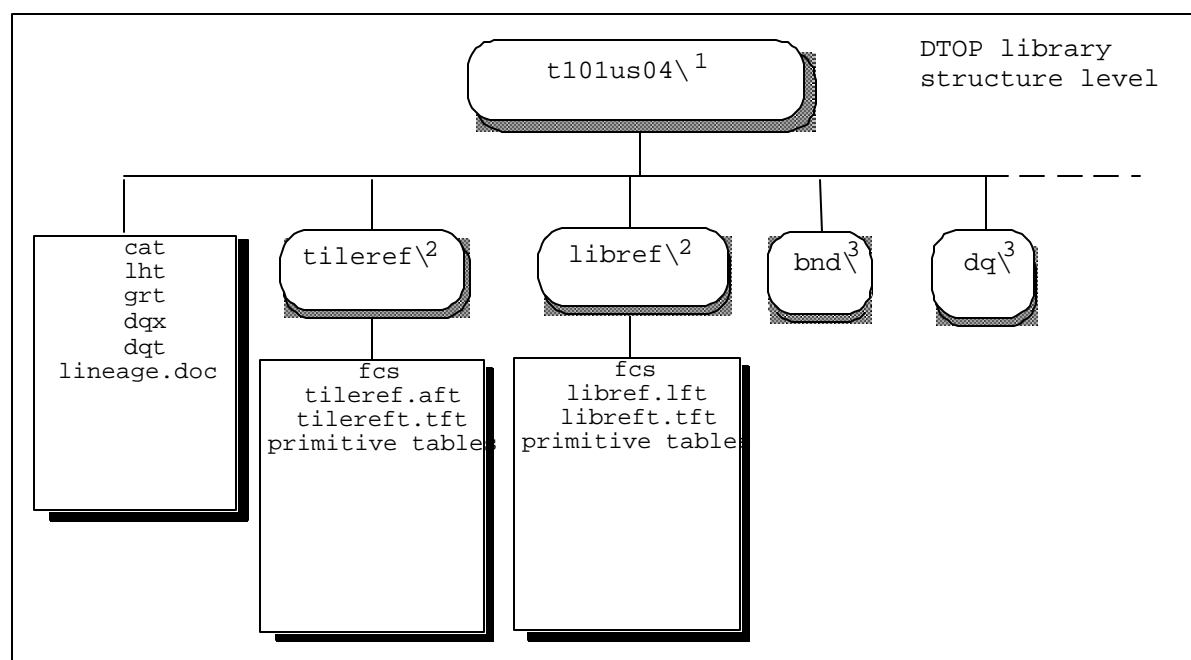 DTOP library
structure level
t101us04\1
tileref\2
libref\2
bnd\3
dq\3
cat
lht
grt
dqx
dqt
lineage.doc
fcs
tileref.aft
tilereft.tft
primitive tables
fcs
libref.lft
libreft.tft
primitive tables